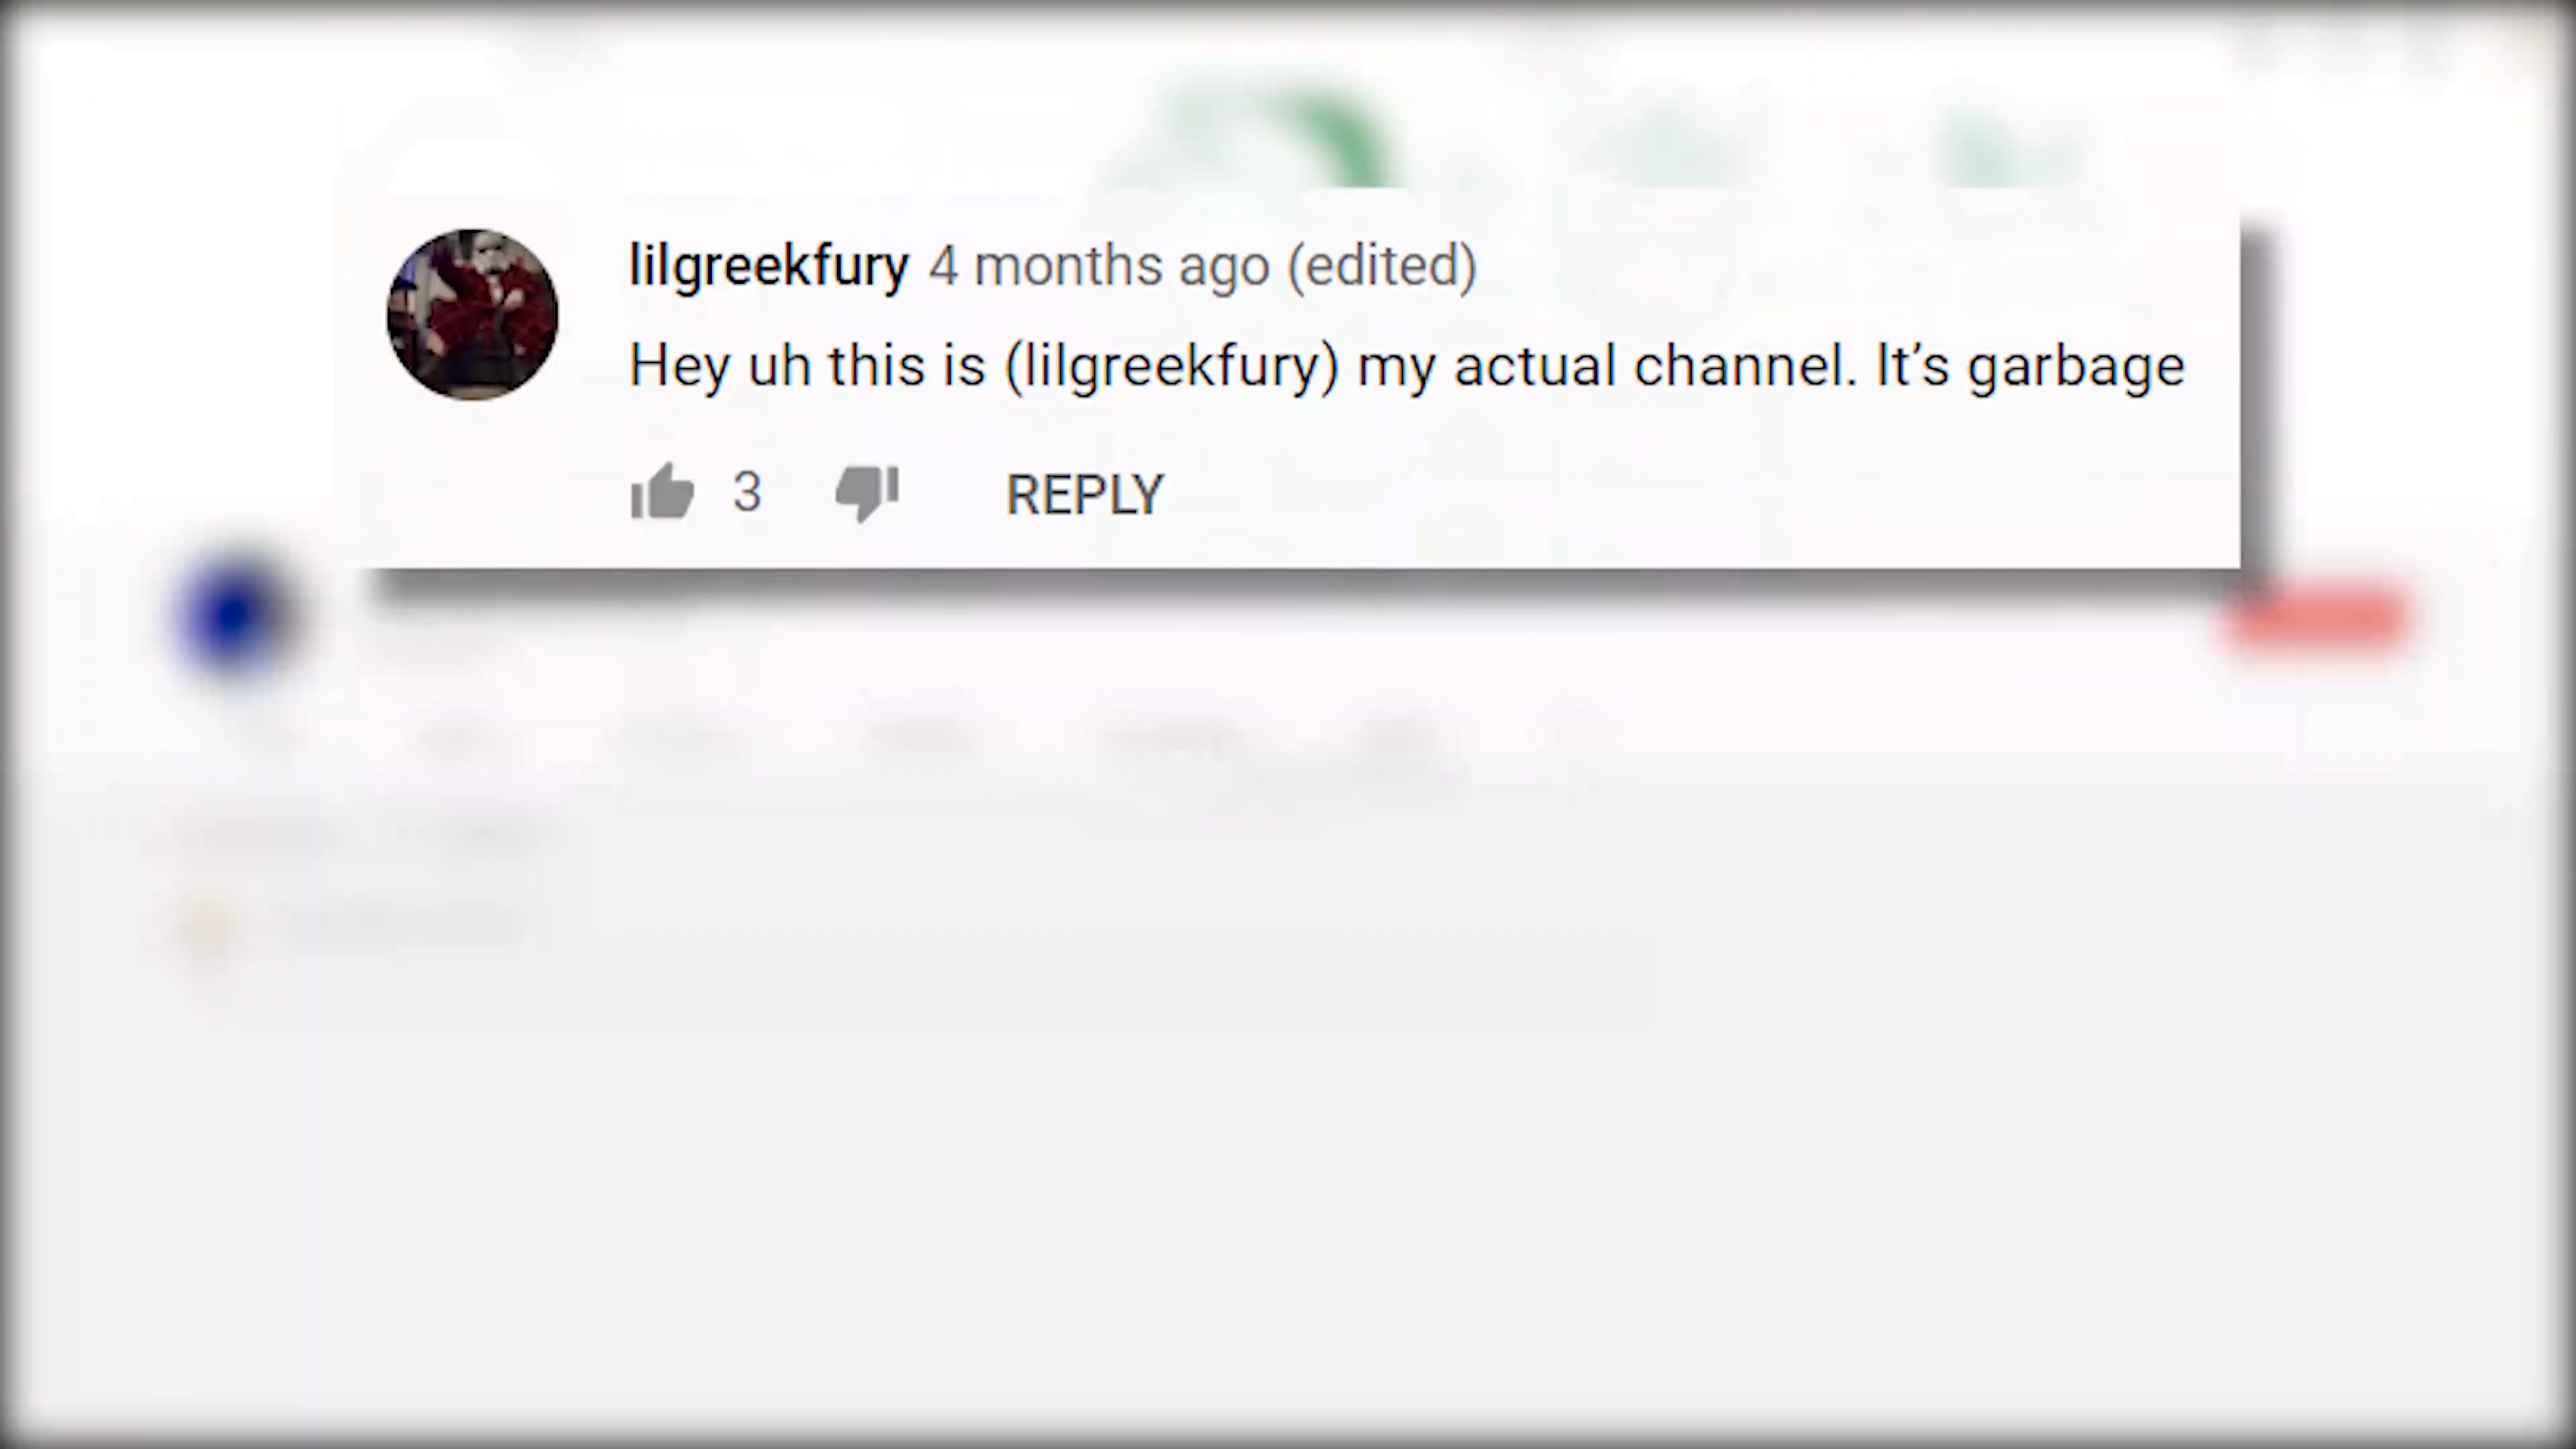 lilgreekfury 4 months ago (edited)
Hey uh this is (lilgreekfury) my actual channel. It’s garbage
3 REPLY